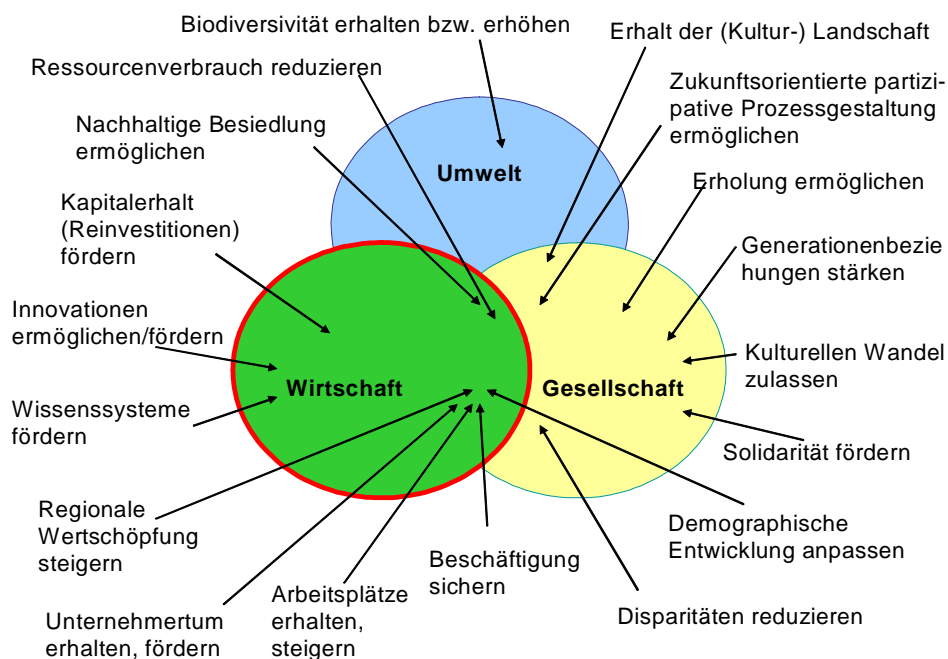 Biodiversivität erhalten bzw. erhöhen
Erhalt der (Kultur-) Landschaft
Ressourcenverbrauch reduzieren
Zukunftsorientierte partizi-
pative Prozessgestaltung
ermöglichen
Nachhaltige Besiedlung
ermöglichen
Umwelt
Erholung ermöglichen
Kapitalerhalt
(Reinvestitionen)
fördern
Generationenbezie
hungen stärken
Innovationen
ermöglichen/fördern
Kulturellen Wandel
zulassen
Wirtschaft
Gesellschaft
Wissenssysteme
fördern
Solidarität fördern
Regionale
Wertschöpfung
steigern
Demographische
Entwicklung anpassen
Beschäftigung
sichern
Arbeitsplätze
erhalten,
steigern
Unternehmertum
erhalten, fördern
Disparitäten reduzieren